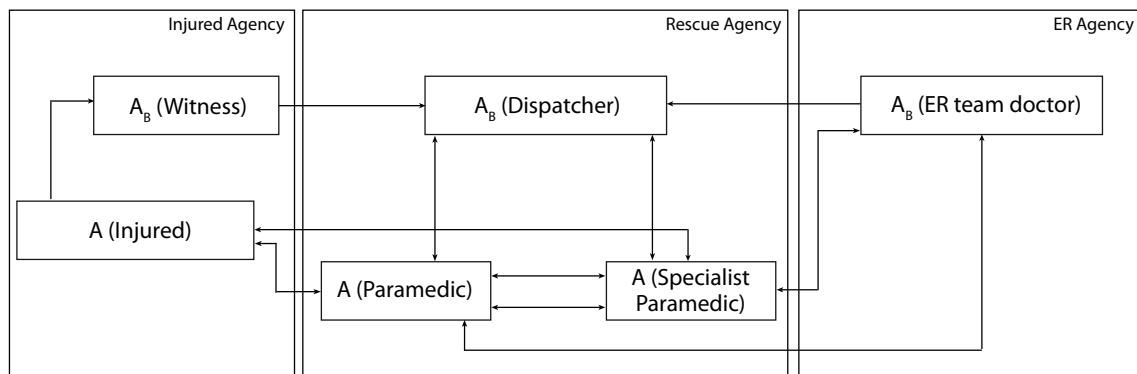 Injured Agency
Rescue Agency
ER Agency
A_B (Witness)
A_B (Dispatcher)
A_B (ER team doctor)
A (Injured)
A (Paramedic)
A (Specialist
Paramedic)